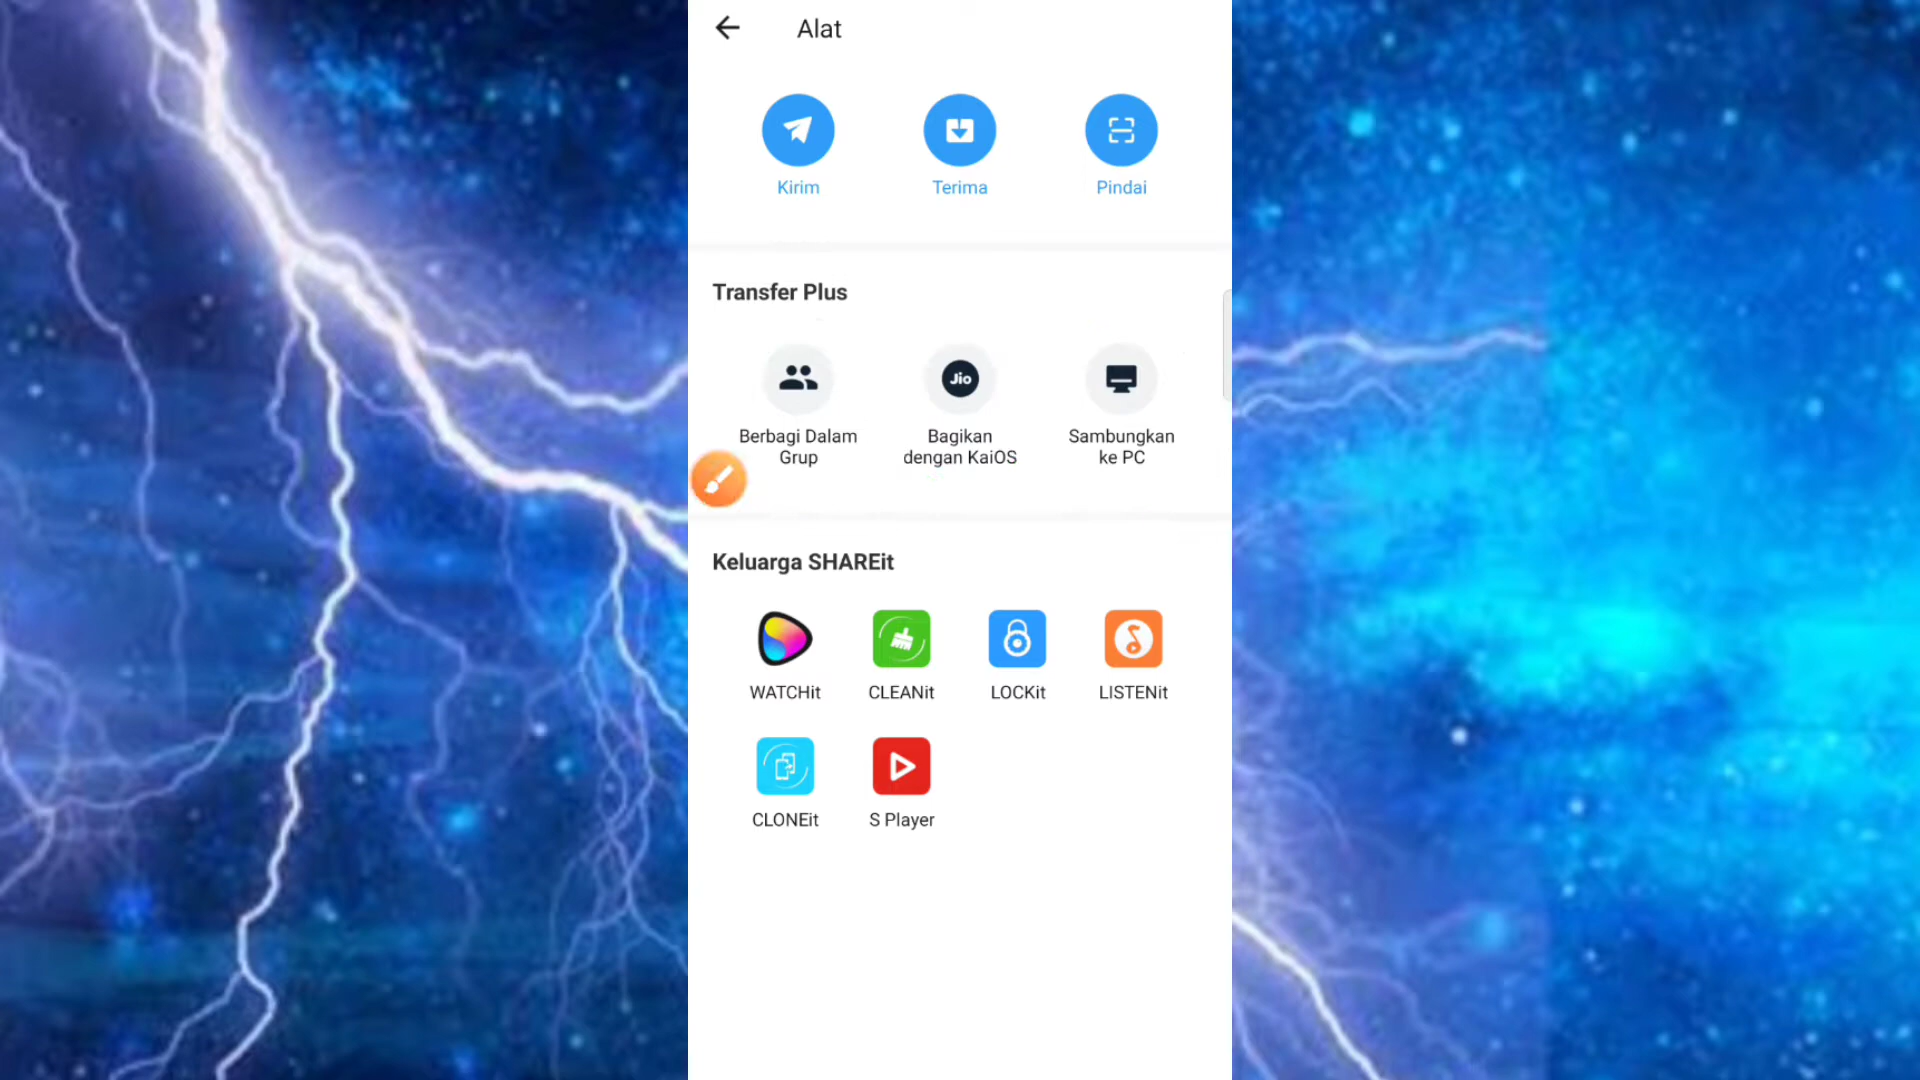 Alat
Kirim
Terima
Pindai
Transfer Plus
Berbagi Dalam
Grup
Jio
Bagikan
dengan KaiOS
Sambungkan
ke PC
Keluarga SHAREit
WATCHit
CLEANit
LOCKit
LISTENit
CLONEit
S Player